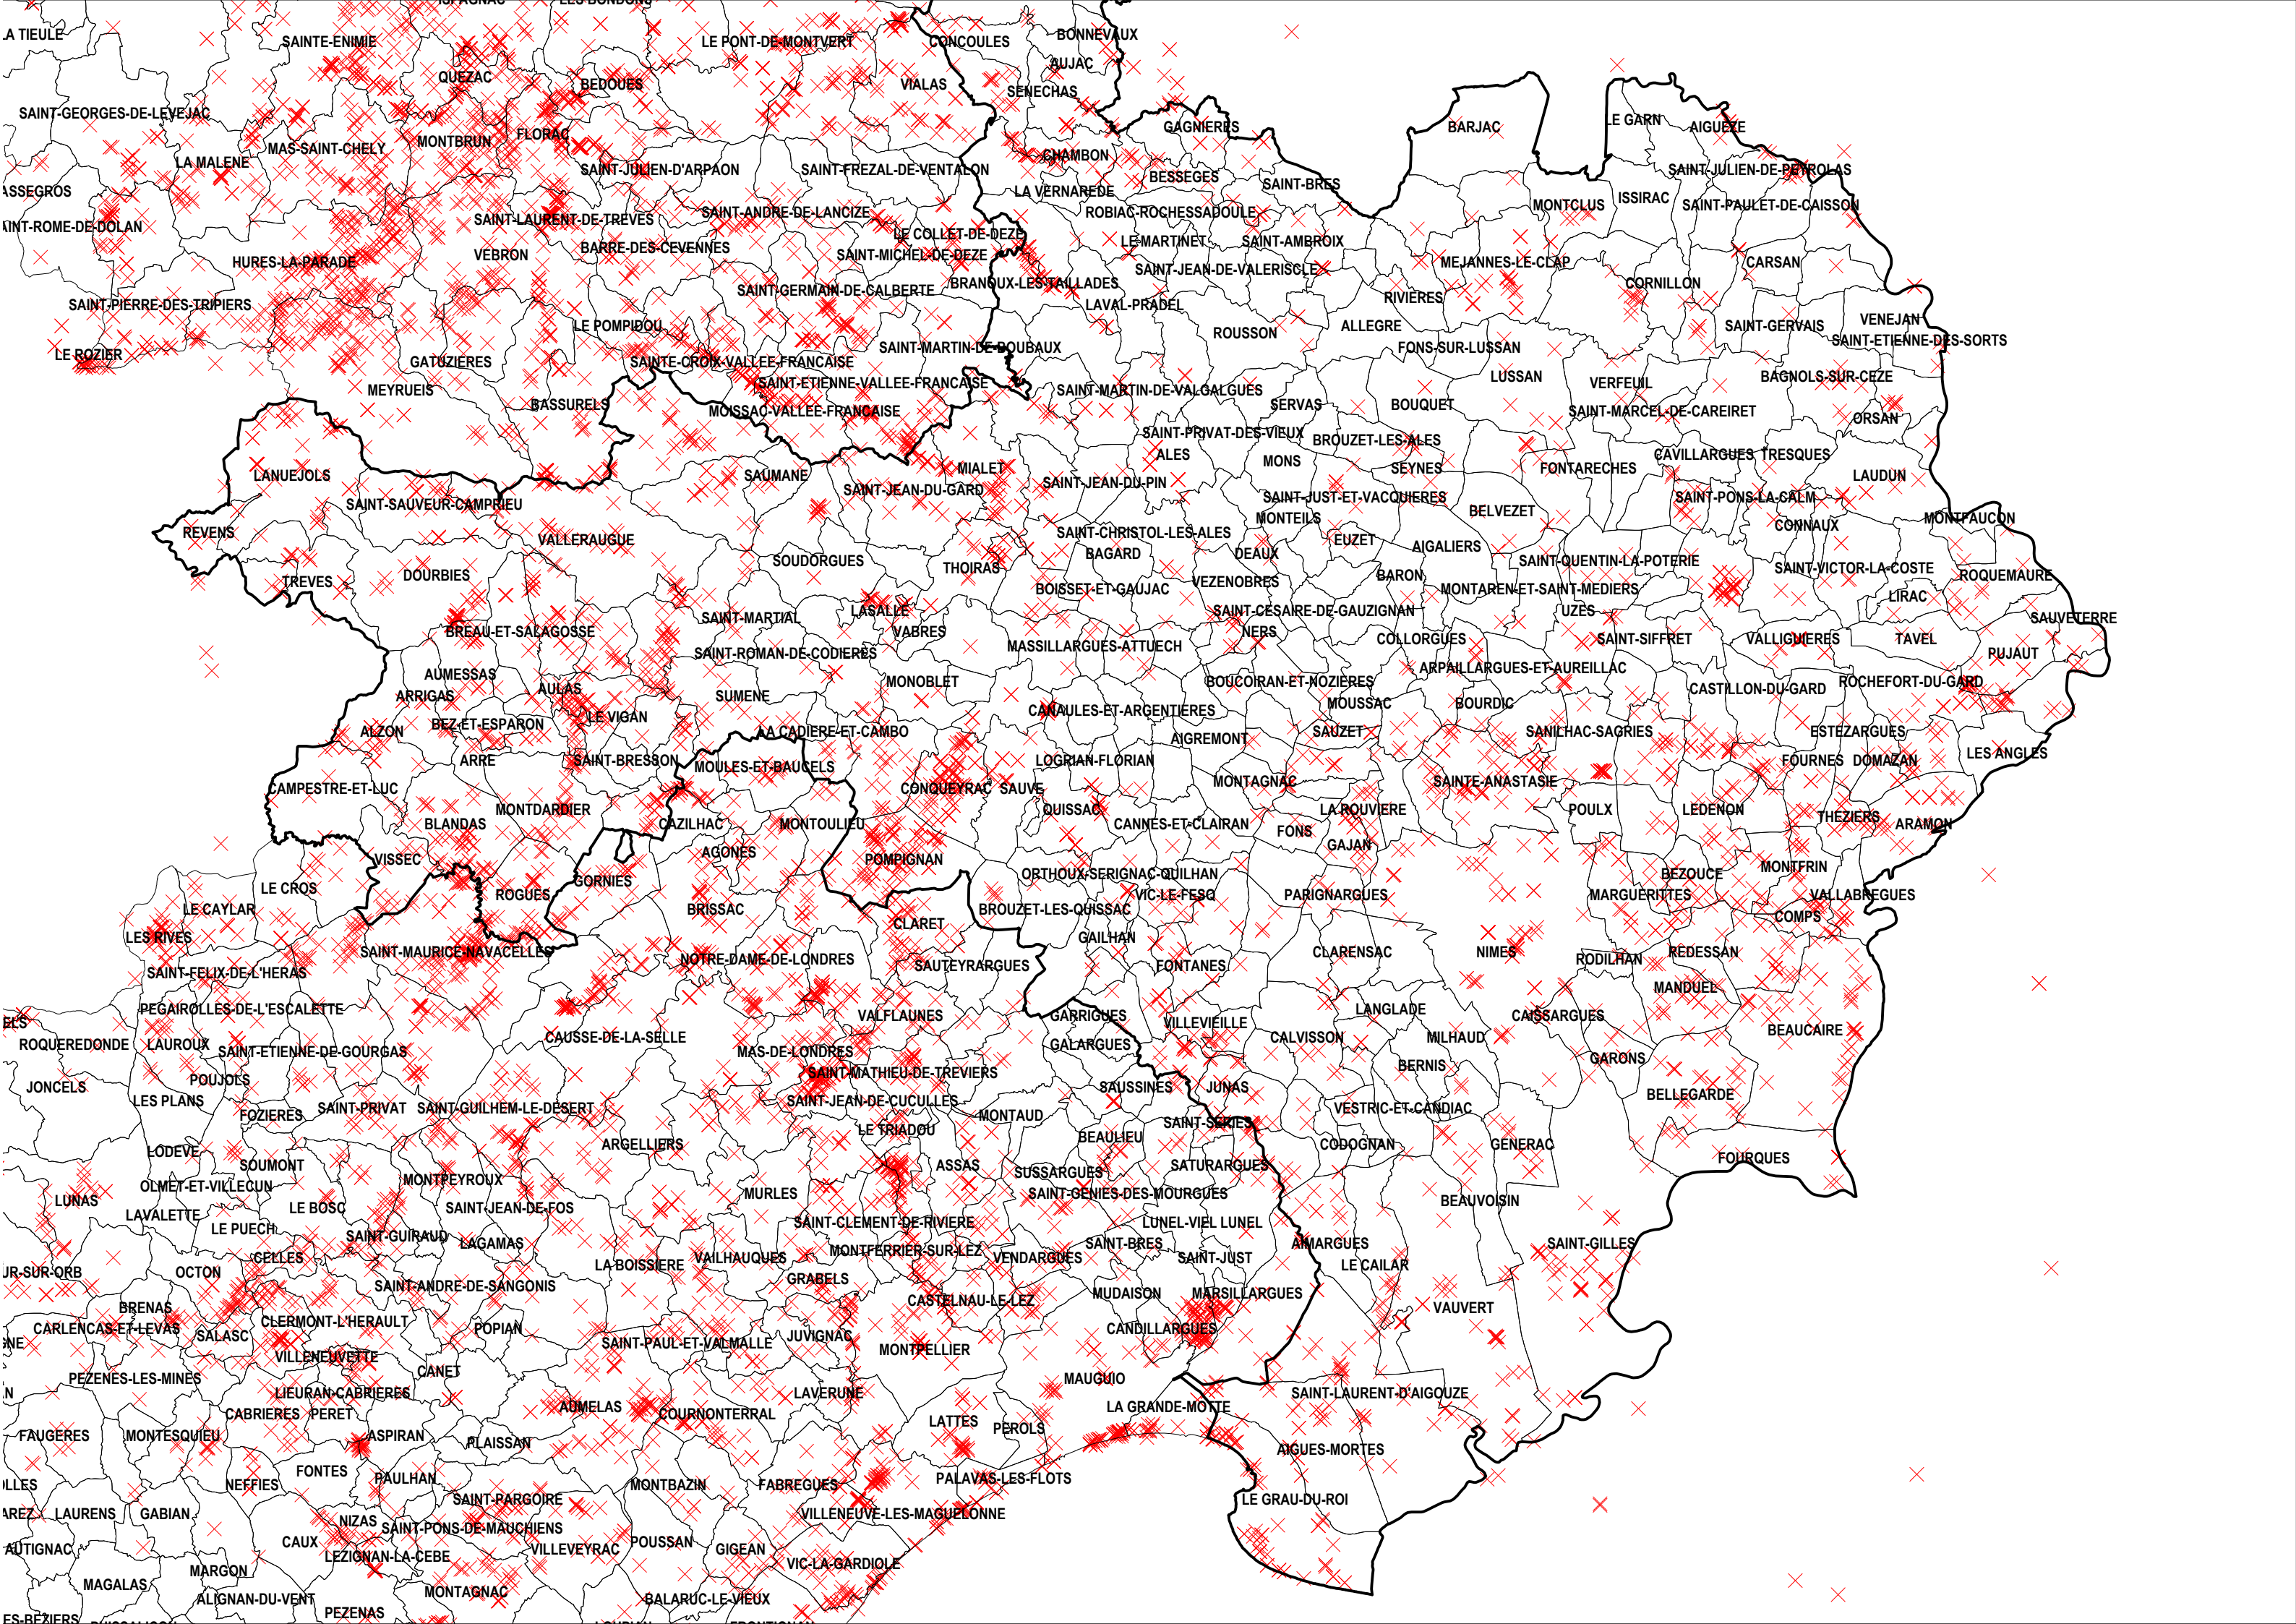 ISPAGNAC LES BONDONS
LA TIEULE SAINTE-ENIMIE LE PONT-DE-MONTVERT CONCOULES BONNEVAUX
AUJAC
QUEZAC BEDOUES VIALAS SENECHAS
SAINT-GEORGES-DE-LEVEJAC MONTBRUN FLORAC GAGNIERES BARJAC LE GARN AIGUEZE
LA MALENE MAS-SAINT-CHELY CHAMBON
SAINT-JULIEN-D'ARPAON SAINT-FREZAL-DE-VENTALON BESSEGES SAINT-BRES SAINT-JULIEN-DE-PEYROLAS
ASSEGROS LA VERNAREDE ISSIRAC
SAINT-LAURENT-DE-TREVES SAINT-ANDRE-DE-LANCIZE ROBIAC-ROCHESSADOULE MONTCLUS SAINT-PAULET-DE-CAISSON
AINT-ROME-DE-DOLAN LE COLLET-DE-DEZE
VEBRON BARRE-DES-CEVENNES SAINT-MICHEL-DE-DEZE LE MARTINET SAINT-AMBROIX
HURES-LA-PARADE SAINT-JEAN-DE-VALERISCLE MEJANNES-LE-CLAP CARSAN
SAINT-GERMAIN-DE-CALBERTE BRANOUX-LES-TAILLADES CORNILLON
SAINT-PIERRE-DES-TRIPIERS LAVAL-PRADEL RIVIERES
LE POMPIDOU ROUSSON ALLEGRE SAINT-GERVAIS VENEJAN
LE ROZIER SAINT-MARTIN-DE-BOUBAUX FONS-SUR-LUSSAN SAINT-ETIENNE-DES-SORTS
GATUZIERES SAINTE-CROIX-VALLEE-FRANCAISE
MEYRUEIS SAINT-ETIENNE-VALLEE-FRANCAISE SAINT-MARTIN-DE-VALGALGUES LUSSAN VERFEUIL BAGNOLS-SUR-CEZE
BASSURELS MOISSAC-VALLEE-FRANCAISE SERVAS BOUQUET SAINT-MARCEL-DE-CAREIRET ORSAN
SAINT-PRIVAT-DES-VIEUX BROUZET-LES-ALES
ALES MONS CAVILLARGUES TRESQUES
LANUEJOLS SAUMANE MIALET SEYNES FONTARECHES LAUDUN
SAINT-JEAN-DU-GARD SAINT-JEAN-DU-PIN
SAINT-SAUVEUR-CAMPRIEU SAINT-JUST-ET-VACQUIERES SAINT-PONS-LA-CALM
MONTEILS BELVEZET CONNAUX MONTFAUCON
REVENS VALLERAUGUE SAINT-CHRISTOL-LES-ALES EUZET AIGALIERS
SOUDORGUES BAGARD DEAUX SAINT-QUENTIN-LA-POTERIE
TREVES DOURBIES THOIRAS VEZENOBRES BARON SAINT-VICTOR-LA-COSTE ROQUEMAURE
BOISSET-ET-GAUJAC MONTAREN-ET-SAINT-MEDIERS LIRAC
SAINT-MARTIAL LASALLE SAINT-CESAIRE-DE-GAUZIGNAN UZES SAUVETERRE
BREAU-ET-SALAGOSSE VABRES NERS COLLORGUES SAINT-SIFFRET VALLIGUIERES TAVEL
SAINT-ROMAN-DE-CODIERES MASSILLARGUES-ATTUECH PUJAUT
AUMESSAS ARPAILLARGUES-ET-AUREILLAC
ARRIGAS AULAS SUMENE MONOBLET BOUCOIRAN-ET-NOZIERES CASTILLON-DU-GARD ROCHEFORT-DU-GARD
BEZ-ET-ESPARON LE VIGAN CANAULES-ET-ARGENTIERES MOUSSAC BOURDIC
ALZON LA CADIERE-ET-CAMBO AIGREMONT SAUZET SANILHAC-SAGRIES ESTEZARGUES
ARRE SAINT-BRESSON MOULES-ET-BAUCELS LOGRIAN-FLORIAN FOURNES DOMAZAN LES ANGLES
CAMPESTRE-ET-LUC CONQUEYRAC SAUVE MONTAGNAC SAINTE-ANASTASIE
MONTDARDIER QUISSAC LA ROUVIERE POULX LEDENON THEZIERS
BLANDAS CAZILHAC MONTOULIEU CANNES-ET-CLAIRAN FONS ARAMON
VISSEC AGONES POMPIGNAN GAJAN
LE CROS ROGUES GORNIES ORTHOUX-SERIGNAC-QUILHAN BEZOUCE MONTFRIN
LE CAYLAR BRISSAC BROUZET-LES-QUISSAC VIC-LE-FESQ PARIGNARGUES MARGUERITTES VALLABREGUES
LES RIVES CLARET GAILHAN COMPS
SAINT-MAURICE-NAVACELLES NOTRE-DAME-DE-LONDRES SAUTEYRARGUES FONTANES CLARENSAC NIMES RODILHAN REDESSAN
SAINT-FELIX-DE-L'HERAS
PEGAIROLLES-DE-L'ESCALETTE VALFLAUNES GARRIGUES LANGLADE MANDUEL
ELS CAUSSE-DE-LA-SELLE VILLEVIEILLE CAISSARGUES
ROQUEREDONDE LAUROUX SAINT-ETIENNE-DE-GOURGAS MAS-DE-LONDRES GALARGUES CALVISSON MILHAUD BEAUCAIRE
POUJOLS SAINT-MATHIEU-DE-TREVIERS BERNIS GARONS
JONCELS LES PLANS SAINT-JEAN-DE-CUCULLES SAUSSINES JUNAS BELLEGARDE
FOZIERES SAINT-PRIVAT SAINT-GUILHEM-LE-DESERT MONTAUD VESTRIC-ET-CANDIAC
LODEVE ARGELLIERS LE TRIADOU BEAULIEU SAINT-SERIES CODOGNAN GENERAC
SOUMONT ASSAS SUSSARGUES SATURARGUES FOURQUES
LUNAS OLMET-ET-VILLECUN MONTPEYROUX MURLES SAINT-GENIES-DES-MOURGUES BEAUVOISIN
LAVALETTE LE BOSC SAINT-JEAN-DE-FOS
LE PUECH SAINT-GUIRAUD LAGAMAS SAINT-CLEMENT-DE-RIVIERE LUNEL-VIEL LUNEL
CELLES LA BOISSIERE VAILHAUQUES MONTFERRIER-SUR-LEZ VENDARGUES SAINT-BRES SAINT-JUST AIMARGUES SAINT-GILLES
UR-SUR-ORB OCTON SAINT-ANDRE-DE-SANGONIS GRABELS LE CAILAR
BRENAS CASTELNAU-LE-LEZ MUDAISON MARSILLARGUES VAUVERT
CARLENCAS-ET-LEVAS SALASC CLERMONT-L'HERAULT POPIAN CANDILLARGUES
GNE VILLENEUVETTE SAINT-PAUL-ET-VALMALLE JUVIGNAC MONTPELLIER
PEZENES-LES-MINES CANET MAUGUIO
N LIEURAN-CABRIERES LAVERUNE SAINT-LAURENT-D'AIGOUZE
CABRIERES PERET AUMELAS COURNONTERRAL LA GRANDE-MOTTE
FAUGERES MONTESQUIEU ASPIRAN PLAISSAN LATTES PEROLS AIGUES-MORTES
OLLES NEFFIES FONTES PAULHAN MONTBAZIN FABREGUES PALAVAS-LES-FLOTS
AREZ LAURENS GABIAN SAINT-PARGOIRE VILLENEUVE-LES-MAGUELONNE LE GRAU-DU-ROI
NIZAS SAINT-PONS-DE-MAUCHIENS
AUTIGNAC CAUX LEZIGNAN-LA-CEBE VILLEVEYRAC POUSSAN GIGEAN VIC-LA-GARDIOLE
MAGALAS MARGON MONTAGNAC
ALIGNAN-DU-VENT PEZENAS BALARUC-LE-VIEUX
ES-BEZIERS PUISSALICON LOUPIAN FRONTIGNAN